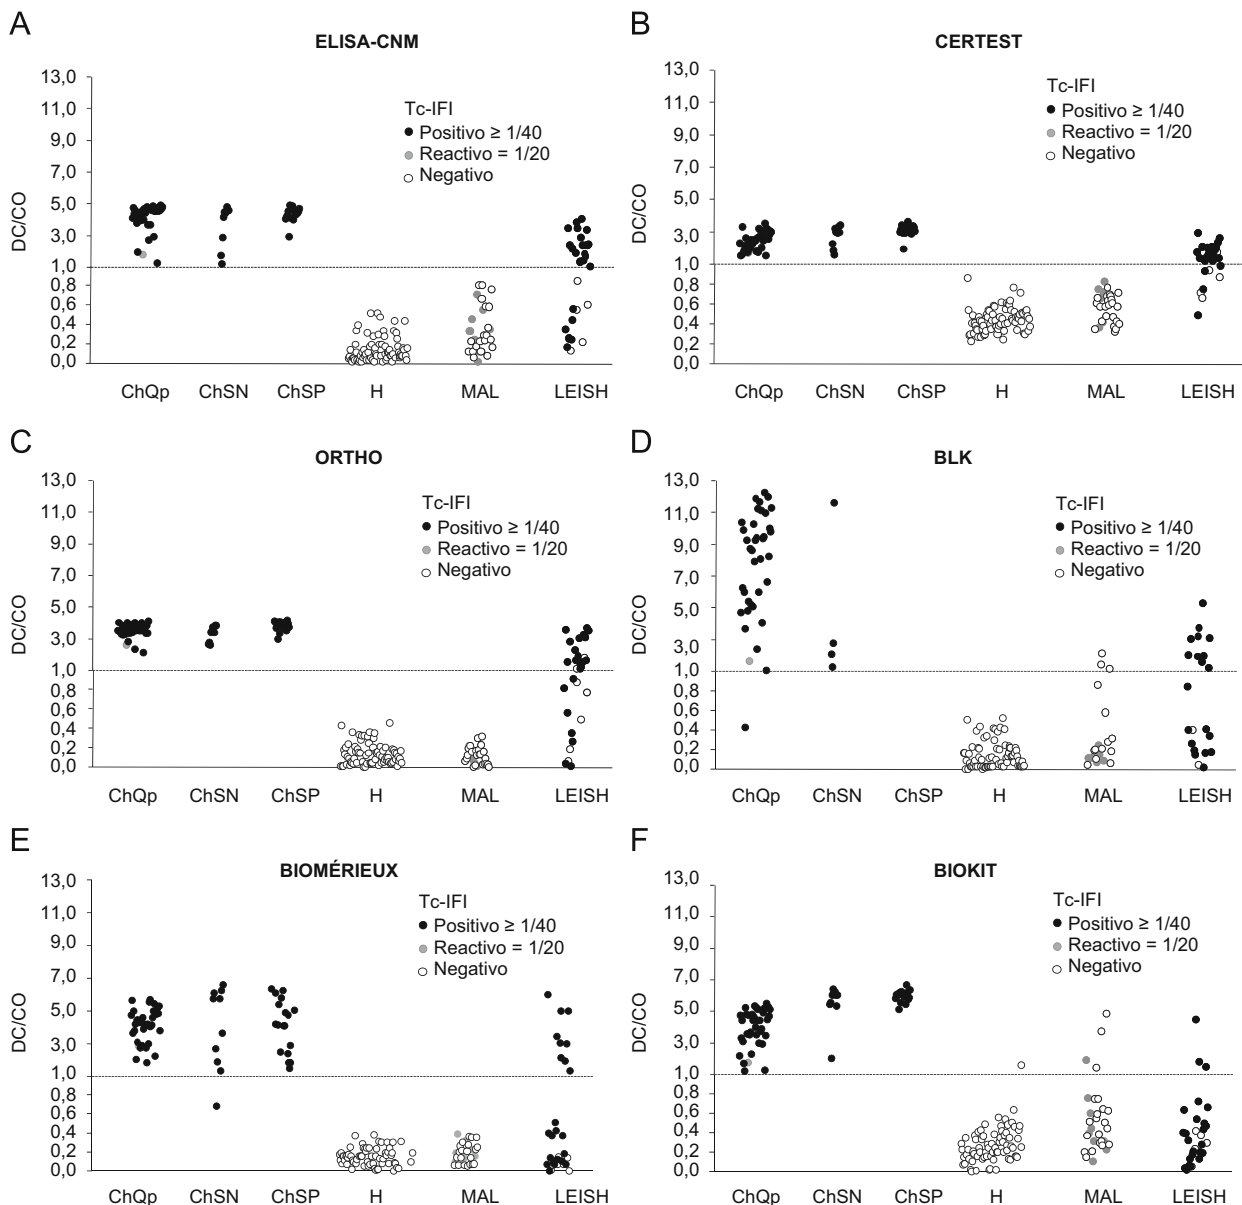 A
ELISA-CNM
13,0
11,0
9,0
7,0
5,0
3,0
1,0
0,8
0,6
0,4
0,2
0,0
DC/CO
Tc-IFI
Positivo ≥ 1/40
Reactivo = 1/20
Negativo
ChQp ChSN ChSP H MAL LEISH
B
CERTEST
13,0
11,0
9,0
7,0
5,0
3,0
1,0
0,8
0,6
0,4
0,2
0,0
DC/CO
Tc-IFI
Positivo ≥ 1/40
Reactivo = 1/20
Negativo
ChQp ChSN ChSP H MAL LEISH
C
ORTHO
13,0
11,0
9,0
7,0
5,0
3,0
1,0
0,8
0,6
0,4
0,2
0,0
DC/CO
Tc-IFI
Positivo ≥ 1/40
Reactivo = 1/20
Negativo
ChQp ChSN ChSP H MAL LEISH
D
BLK
13,0
11,0
9,0
7,0
5,0
3,0
1,0
0,8
0,6
0,4
0,2
0,0
DC/CO
Tc-IFI
Positivo ≥ 1/40
Reactivo = 1/20
Negativo
ChQp ChSN ChSP H MAL LEISH
E
BIOMÉRIEUX
13,0
11,0
9,0
7,0
5,0
3,0
1,0
0,8
0,6
0,4
0,2
0,0
DC/CO
Tc-IFI
Positivo ≥ 1/40
Reactivo = 1/20
Negativo
ChQp ChSN ChSP H MAL LEISH
F
BIOKIT
13,0
11,0
9,0
7,0
5,0
3,0
1,0
0,8
0,6
0,4
0,2
0,0
DC/CO
Tc-IFI
Positivo ≥ 1/40
Reactivo = 1/20
Negativo
ChQp ChSN ChSP H MAL LEISH